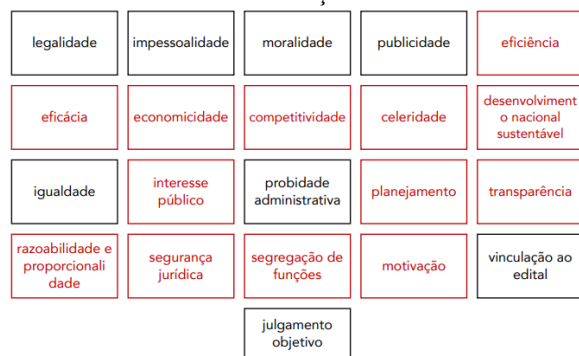 legalidade
impessoalidade
moralidade
publicidade
eficiência
eficácia
economicidade
competitividade
celeridade
desenvolviment
o nacional
sustentável
igualdade
interesse
público
probidade
administrativa
planejamento
transparência
razoabilidade e
proporcionali
dade
segurança
jurídica
segregação de
funções
motivação
vinculação ao
edital
julgamento
objetivo